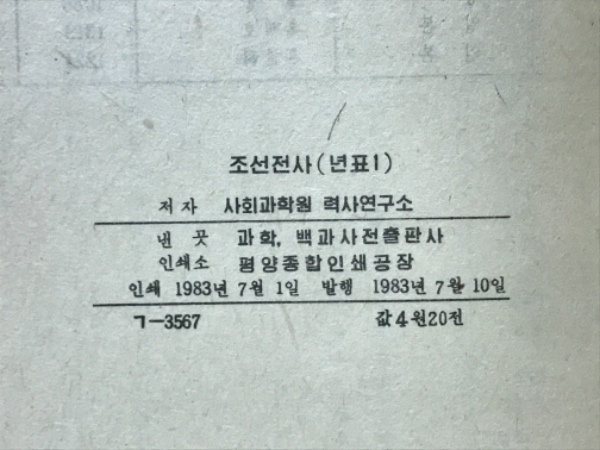 조선전사(년표1)
저자 사회과학원 력사연구소
낸 곳 과학, 백과사전출판사
인쇄소 평양종합인쇄공장
인쇄 1983년 7월 1일 발행 1983년 7월 10일
ㄱ-3567 값 4원20전